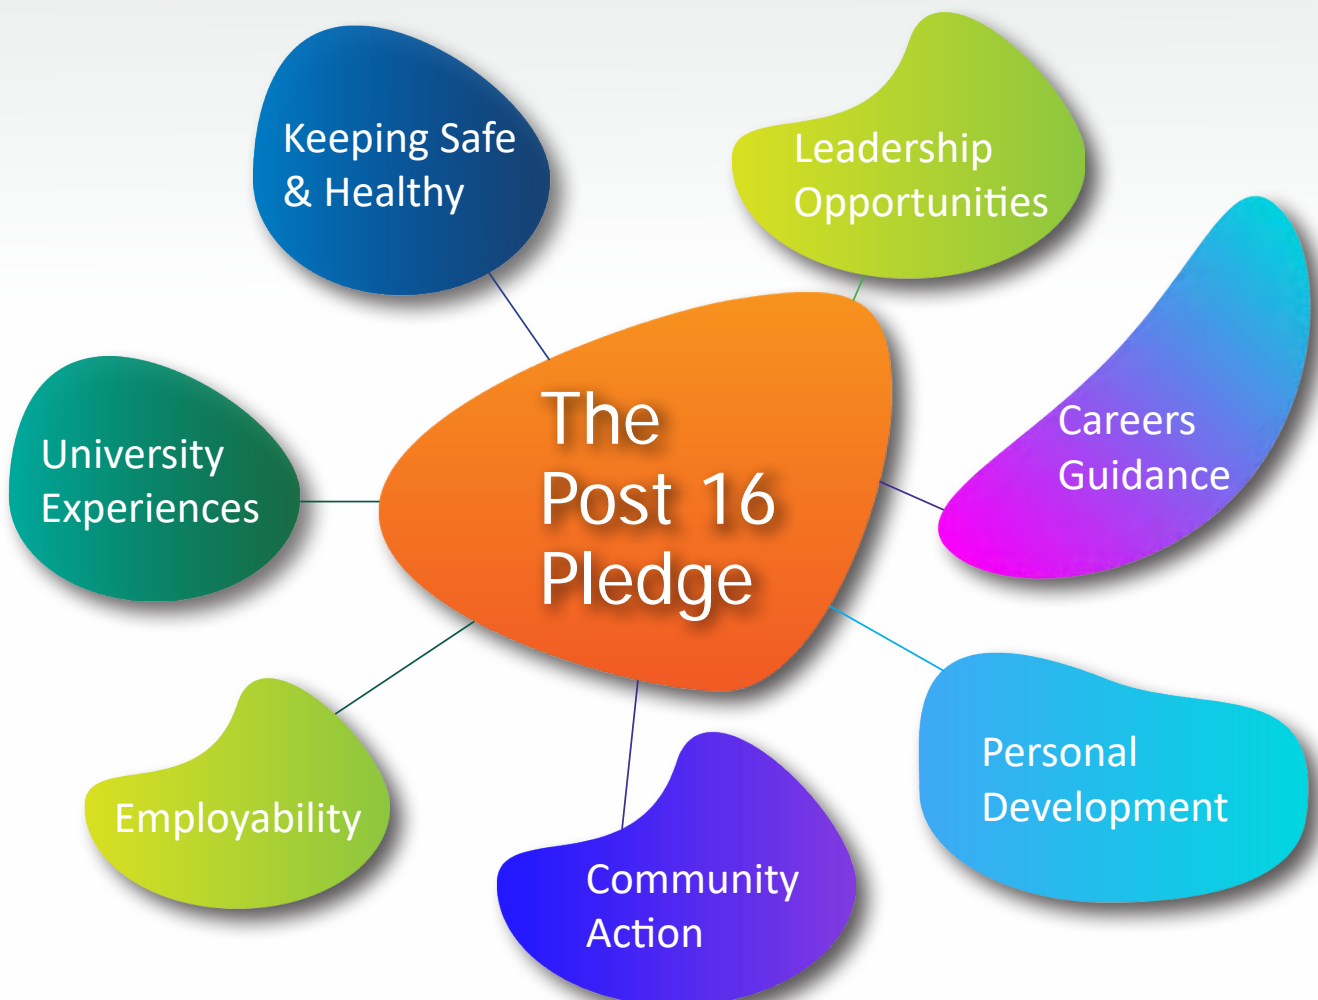 Keeping Safe
& Healthy
Leadership
Opportunities
Careers
Guidance
The
Post 16
Pledge
University
Experiences
Personal
Development
Employability
Community
Action